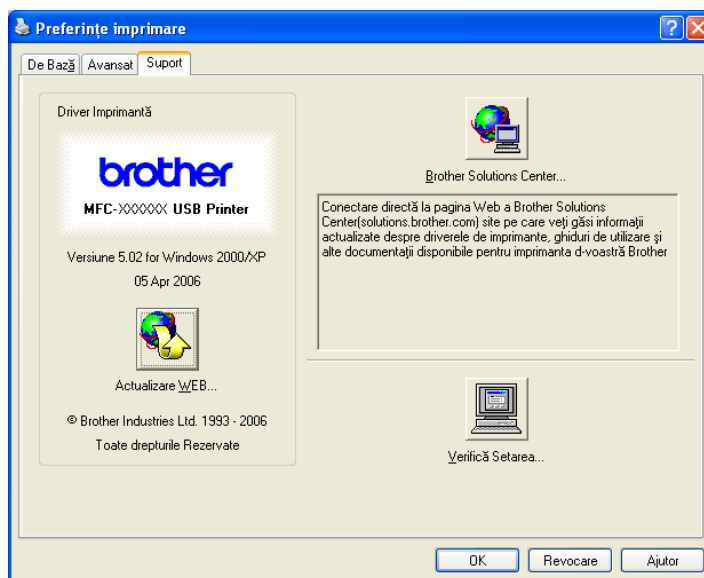 Preferințe imprimare
De Bază
Avansat
Suport
Driver Imprimantă
brother
MFC-XXXXXX USB Printer
Versiune 5.02 for Windows 2000/XP
05 Apr 2006
Actualizare WEB...
© Brother Industries Ltd. 1993 - 2006
Toate drepturile Rezervate
Brother Solutions Center...
Conectare directă la pagina Web a Brother Solutions
Center(solutions.brother.com) site pe care veți găsi informații
actualizate despre driverele de imprimante, ghiduri de utilizare și
alte documentații disponibile pentru imprimanta d-voastră Brother
Verifică Setarea...
OK
Revocare
Ajutor